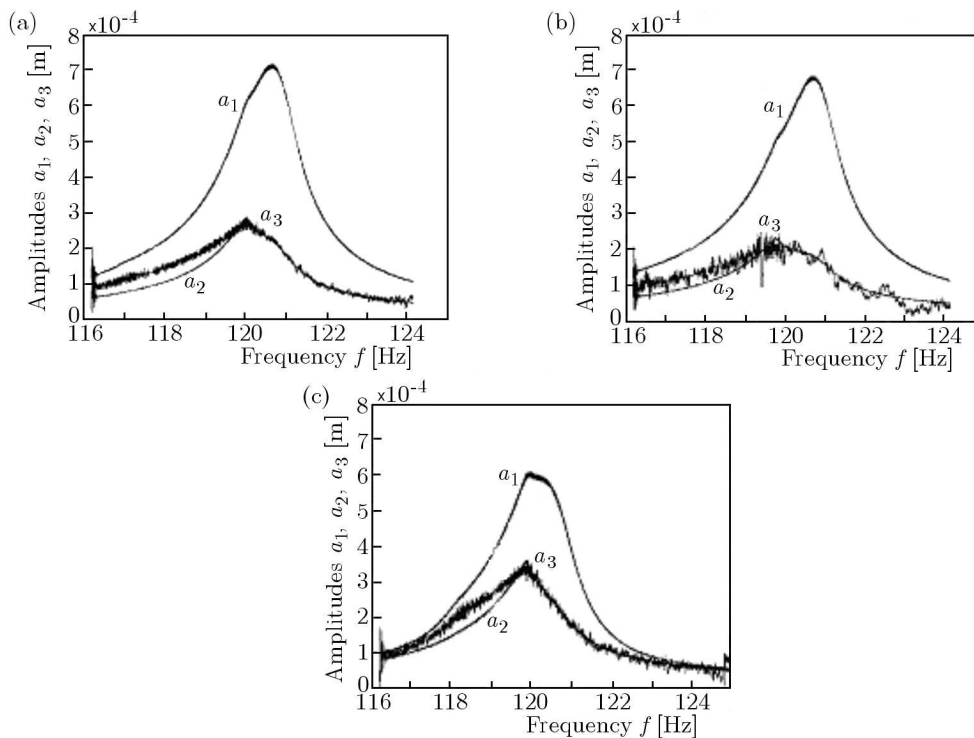 (a)
×10⁻⁴
8
7
6
5
4
3
2
1
0
Amplitudes a₁, a₂, a₃ [m]
a₁
a₃
a₂
116 118 120 122 124
Frequency f [Hz]
(b)
×10⁻⁴
8
7
6
5
4
3
2
1
0
Amplitudes a₁, a₂, a₃ [m]
a₁
a₃
a₂
116 118 120 122 124
Frequency f [Hz]
(c)
×10⁻⁴
8
7
6
5
4
3
2
1
0
Amplitudes a₁, a₂, a₃ [m]
a₁
a₃
a₂
116 118 120 122 124
Frequency f [Hz]